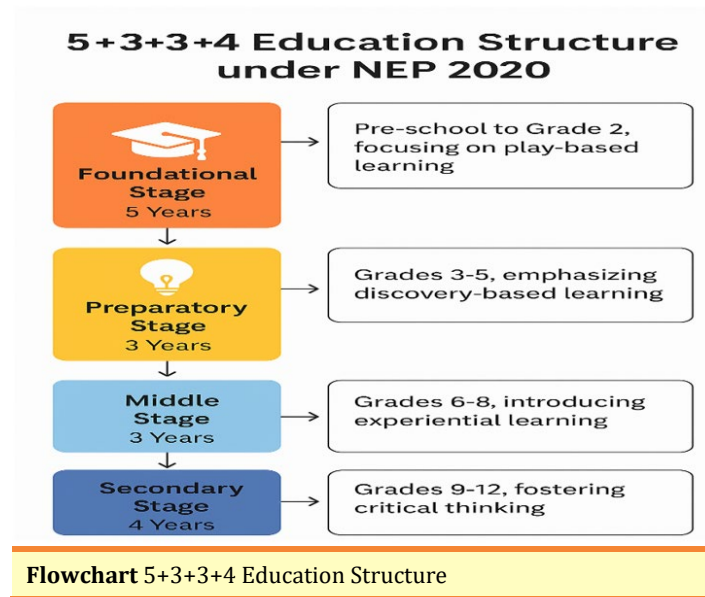 5+3+3+4 Education Structure
under NEP 2020
Foundational
Stage
5 Years
Pre-school to Grade 2,
focusing on play-based
learning
Preparatory
Stage
3 Years
Grades 3-5, emphasizing
discovery-based learning
Middle
Stage
3 Years
Grades 6-8, introducing
experiential learning
Secondary
Stage
4 Years
Grades 9-12, fostering
critical thinking
Flowchart 5+3+3+4 Education Structure